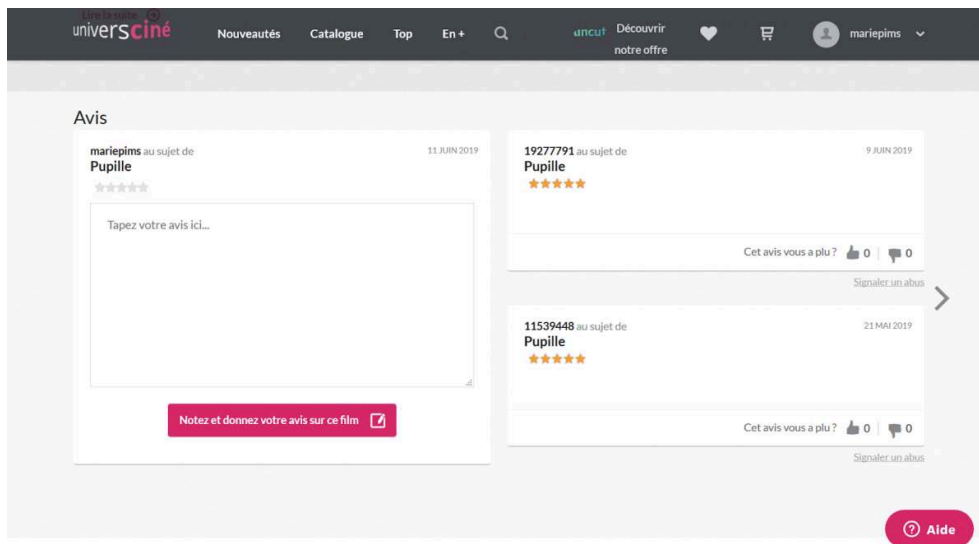 Lire la suite
universciné
Nouveautés
Catalogue
Top
En +
uncut
Découvrir
notre offre
mariepims
Avis
mariepims au sujet de
11 JUIN 2019
Pupille
Tapez votre avis ici...
Notez et donnez votre avis sur ce film
19277791 au sujet de
9 JUIN 2019
Pupille
Cet avis vous a plu ? 0 | 0
Signaler un abus
11539448 au sujet de
21 MAI 2019
Pupille
Cet avis vous a plu ? 0 | 0
Signaler un abus
Aide